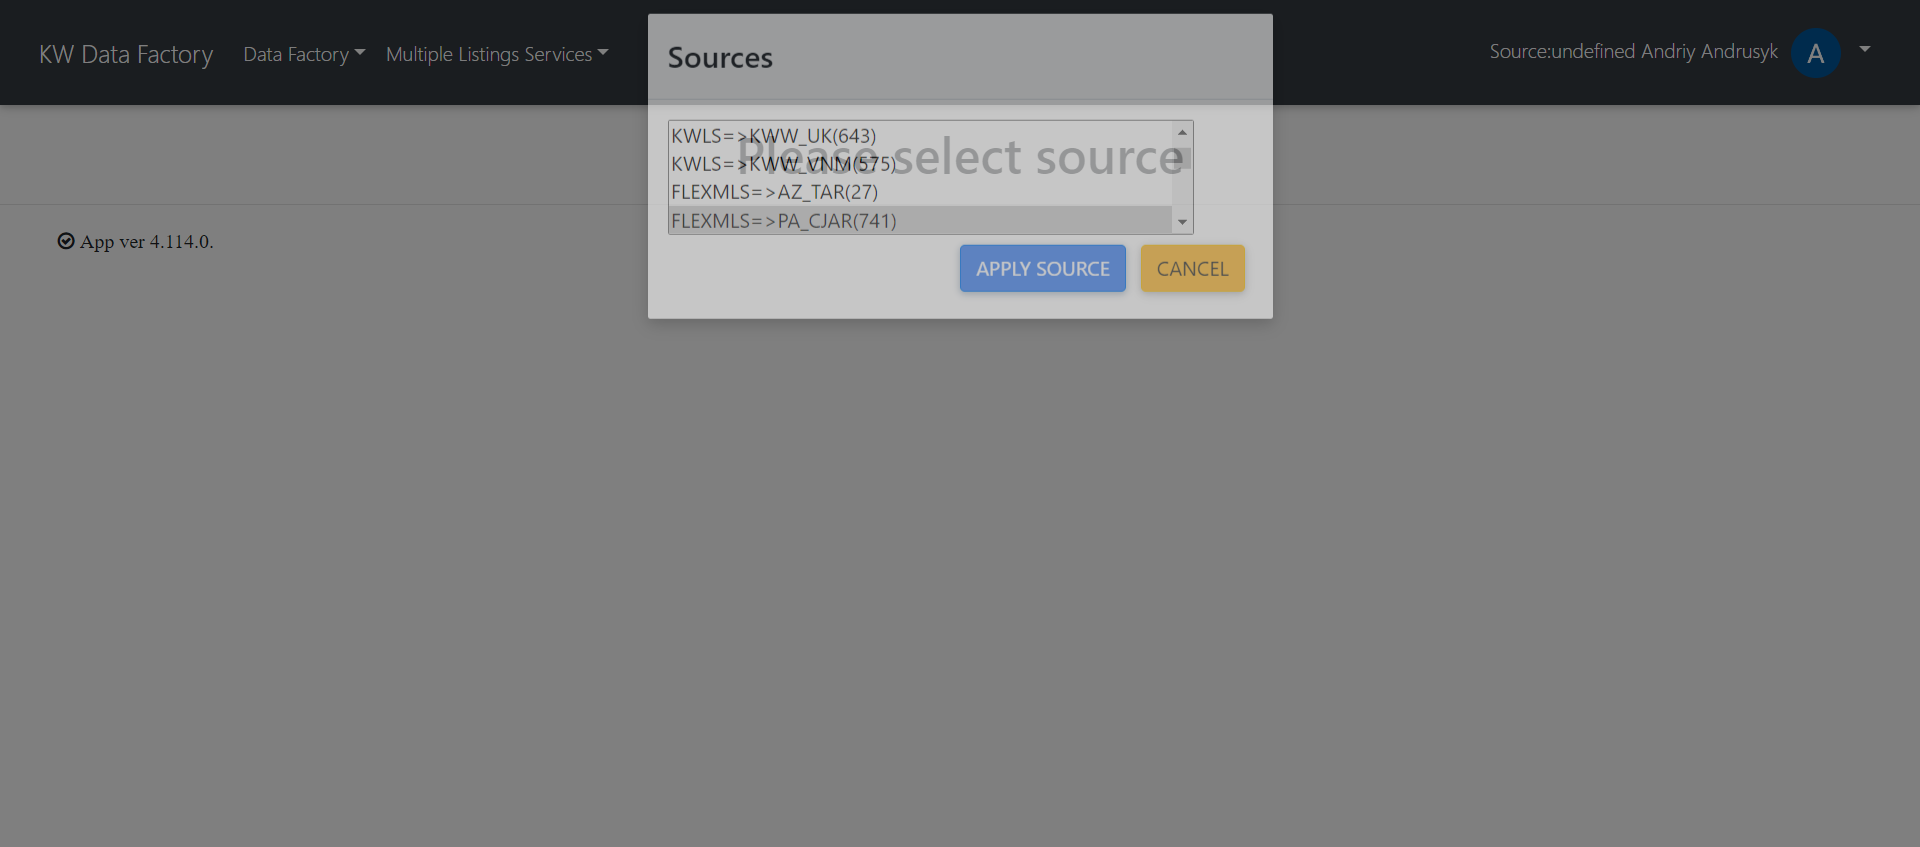 KW Data Factory
Data Factory
Multiple Listings Services
Source:undefined Andriy Andrusyk
A
Sources
Please select source
KWLS=>KWW_UK(643)
KWLS=>KWW_VNM(575)
FLEXMLS=>AZ_TAR(27)
FLEXMLS=>PA_CJAR(741)
APPLY SOURCE
CANCEL
App ver 4.114.0.